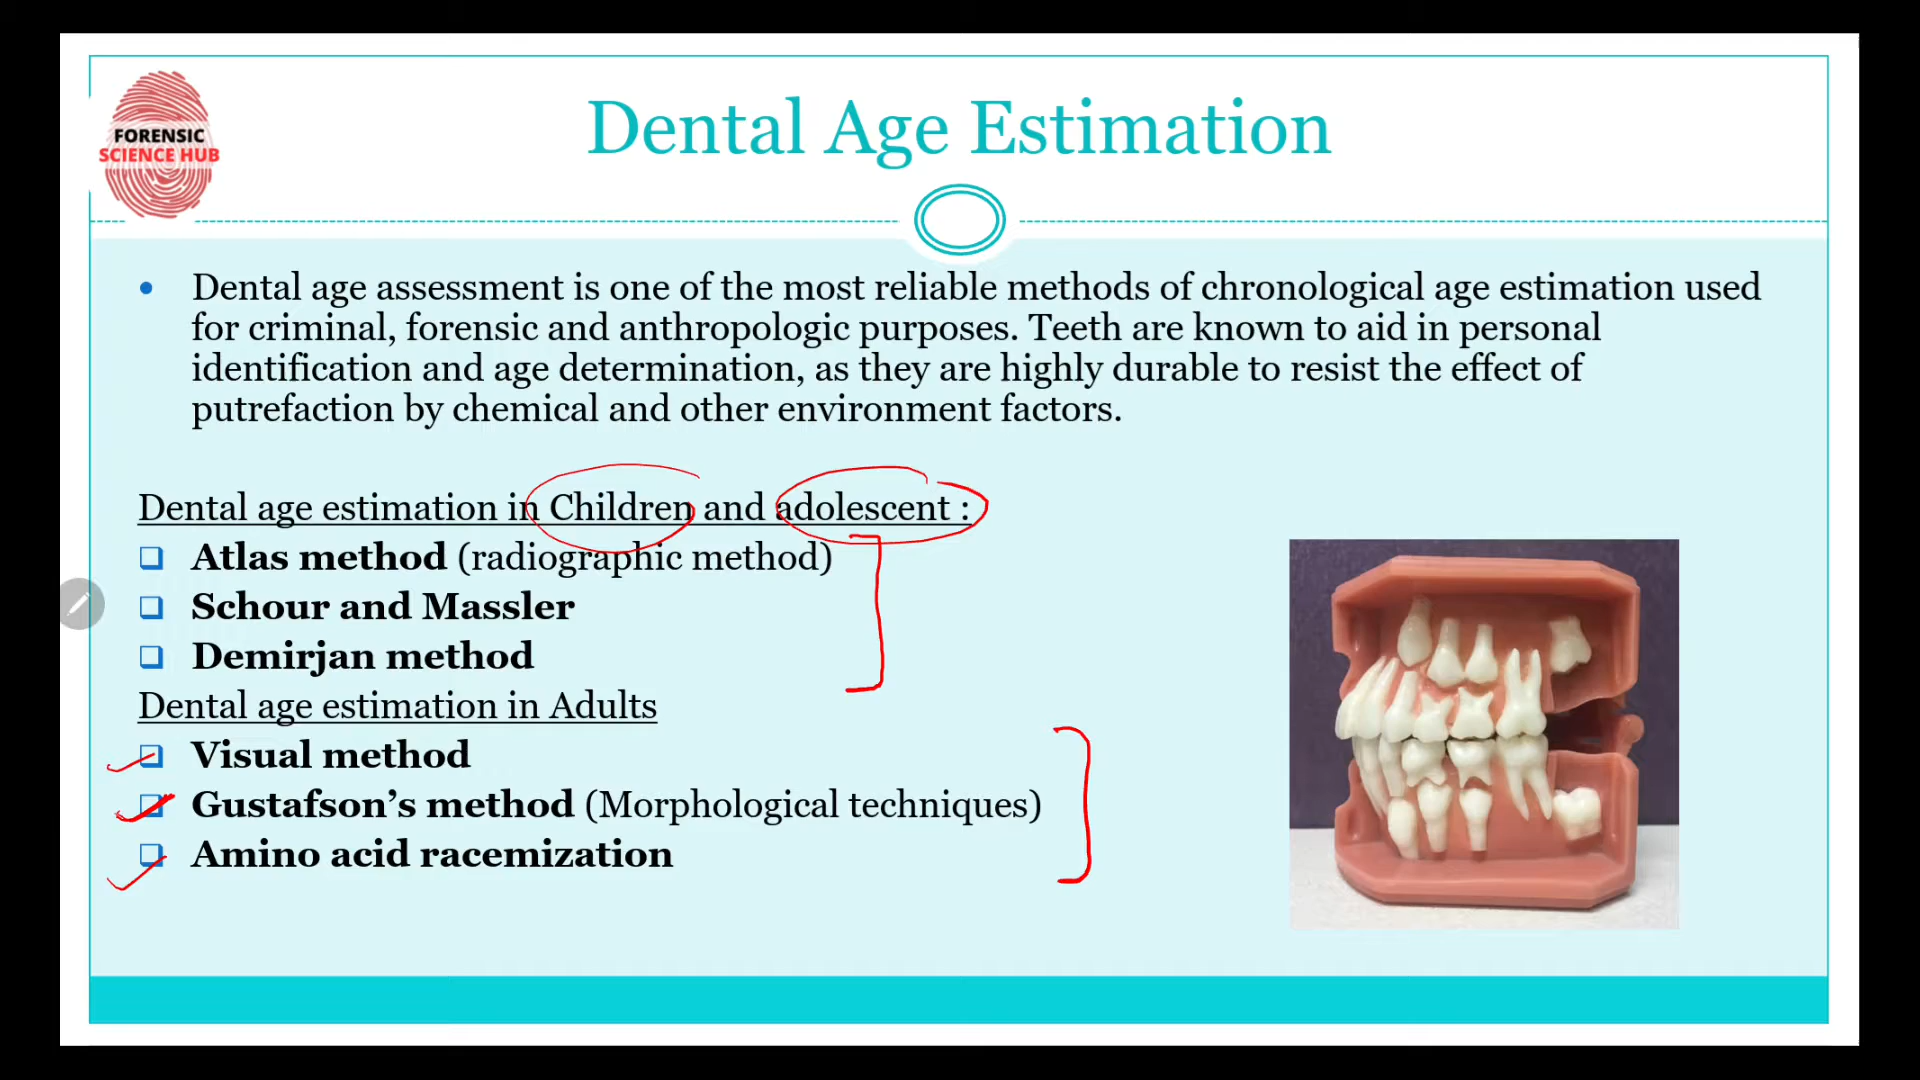 FORENSIC
SCIENCE HUB
Dental Age Estimation
• Dental age assessment is one of the most reliable methods of chronological age estimation used
for criminal, forensic and anthropologic purposes. Teeth are known to aid in personal
identification and age determination, as they are highly durable to resist the effect of
putrefaction by chemical and other environment factors.
Dental age estimation in Children and adolescent :
❑ Atlas method (radiographic method)
❑ Schour and Massler
❑ Demirjan method
Dental age estimation in Adults
❑ Visual method
❑ Gustafson’s method (Morphological techniques)
❑ Amino acid racemization